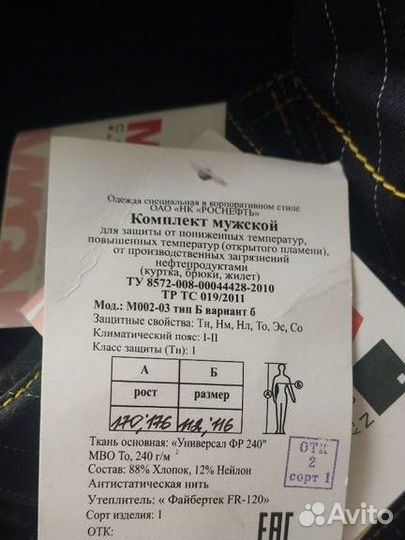 Одежда специальная в корпоративном стиле
ОАО «НК «РОСНЕФТЬ»
Комплект мужской
для защиты от пониженных температур,
повышенных температур (открытого пламени),
от производственных загрязнений
нефтепродуктами
(куртка, брюки, жилет)
ТУ 8572-008-00044428-2010
ТР ТС 019/2011
Мод.: М002-03 тип Б вариант б
Защитные свойства: Тн, Нм, Нл, То, Эс, Со
Климатический пояс: I-II
Класс защиты (Тн): 1
А Б
рост размер
170, 176 112, 116
Ткань основная: «Универсал ФР 240"
МВО То, 240 г/м ²
Состав: 88% Хлопок, 12% Нейлон
Антистатическая нить
Утеплитель: « Файбертек FR-120»
Сорт изделия: 1
ОТК:
ОТК
2
сорт 1
EAC
Avito